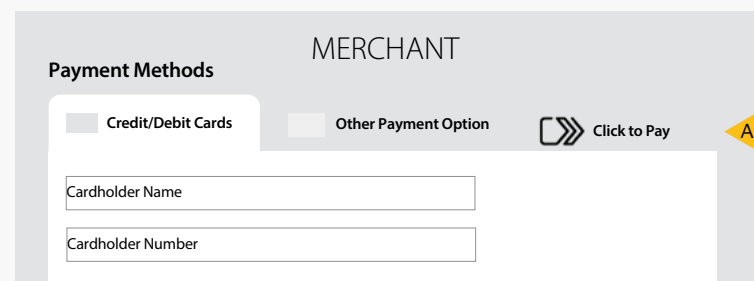 MERCHANT
Payment Methods
Credit/Debit Cards
Other Payment Option
Click to Pay
A
Cardholder Name
Cardholder Number